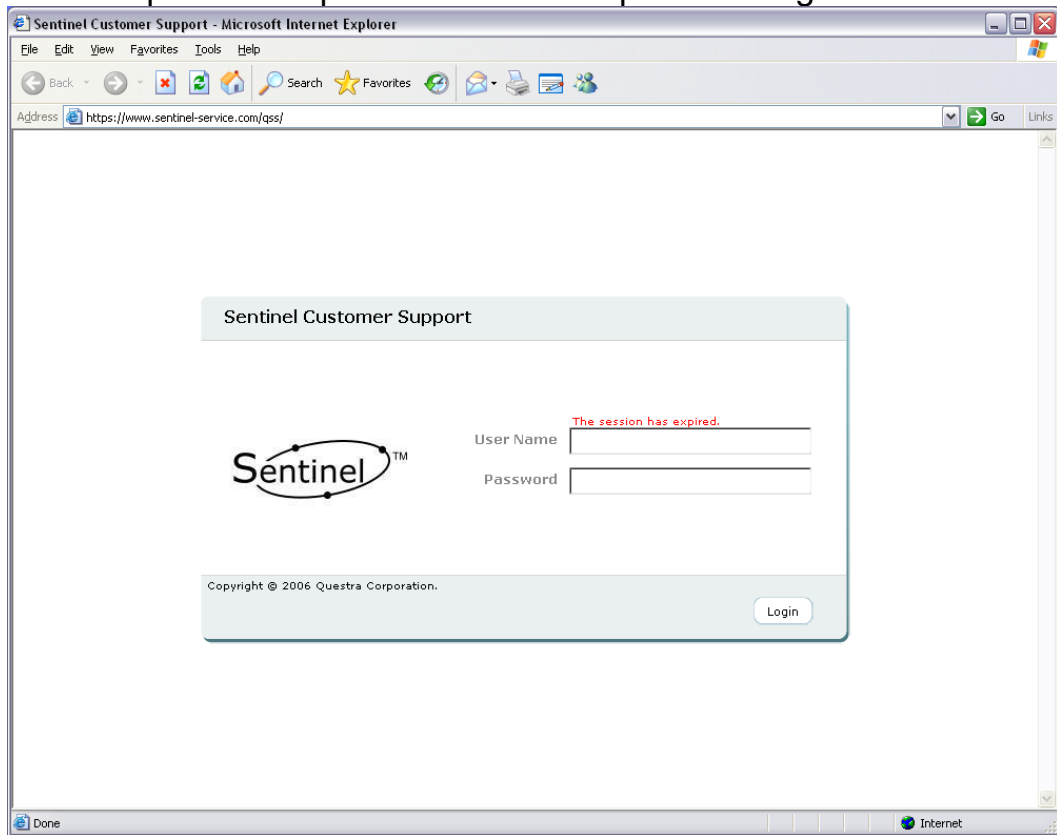 Sentinel Customer Support - Microsoft Internet Explorer
File Edit View Favorites Tools Help
Back Search Favorites
Address https://www.sentinel-service.com/qss/ Go Links
Sentinel Customer Support
The session has expired.
User Name
Sentinel™
Password
Copyright © 2006 Questra Corporation.
Login
Done Internet